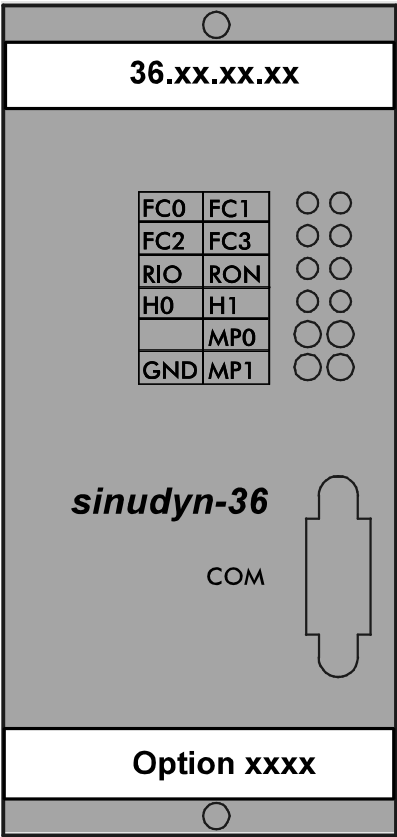 36.xx.xx.xx
FC0 FC1
FC2 FC3
RIO RON
H0 H1
MP0
GND MP1
sinudyn-36
COM
Option xxxx